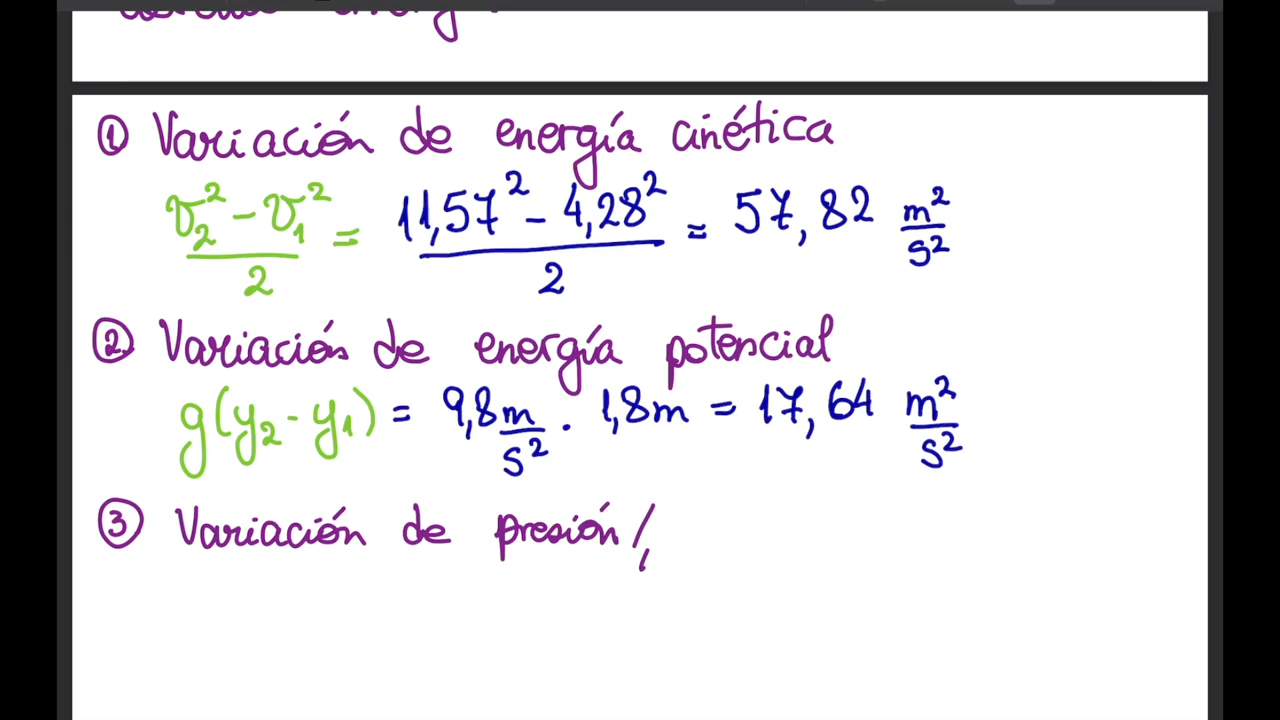 ① Variación de energía cinética
(v₂² - v₁²)/2 = (11,57² - 4,28²)/2 = 57,82 m²/s²
② Variación de energía potencial
g(y₂ - y₁) = 9,8 m/s² · 1,8m = 17,64 m²/s²
③ Variación de presión/